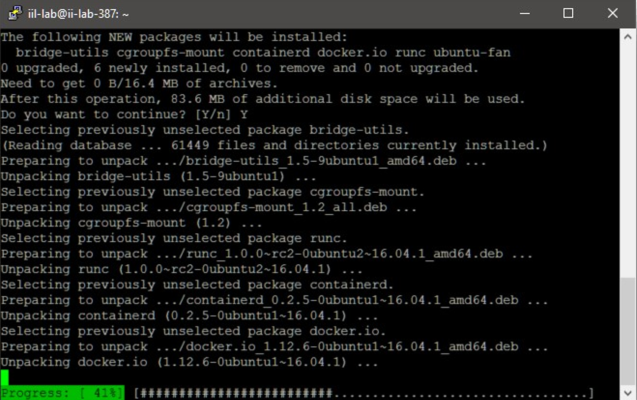 iil-lab@ii-lab-387: ~
The following NEW packages will be installed:
  bridge-utils cgroupfs-mount containerd docker.io runc ubuntu-fan
0 upgraded, 6 newly installed, 0 to remove and 0 not upgraded.
Need to get 0 B/16.4 MB of archives.
After this operation, 83.6 MB of additional disk space will be used.
Do you want to continue? [Y/n] Y
Selecting previously unselected package bridge-utils.
(Reading database ... 61449 files and directories currently installed.)
Preparing to unpack .../bridge-utils_1.5-9ubuntu1_amd64.deb ...
Unpacking bridge-utils (1.5-9ubuntu1) ...
Selecting previously unselected package cgroupfs-mount.
Preparing to unpack .../cgroupfs-mount_1.2_all.deb ...
Unpacking cgroupfs-mount (1.2) ...
Selecting previously unselected package runc.
Preparing to unpack .../runc_1.0.0~rc2-0ubuntu2~16.04.1_amd64.deb ...
Unpacking runc (1.0.0~rc2-0ubuntu2~16.04.1) ...
Selecting previously unselected package containerd.
Preparing to unpack .../containerd_0.2.5-0ubuntu1~16.04.1_amd64.deb ...
Unpacking containerd (0.2.5-0ubuntu1~16.04.1) ...
Selecting previously unselected package docker.io.
Preparing to unpack .../docker.io_1.12.6-0ubuntu1~16.04.1_amd64.deb ...
Unpacking docker.io (1.12.6-0ubuntu1~16.04.1) ...
Progress: [ 41%] [#########################.................................]